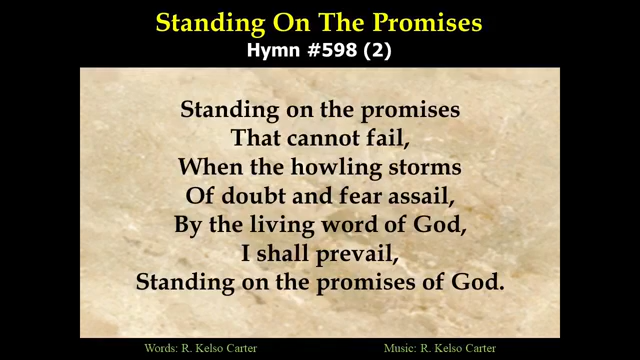 Standing On The Promises
Hymn #598 (2)
Standing on the promises
That cannot fail,
When the howling storms
Of doubt and fear assail,
By the living word of God,
I shall prevail,
Standing on the promises of God.
Words: R. Kelso Carter
Music: R. Kelso Carter